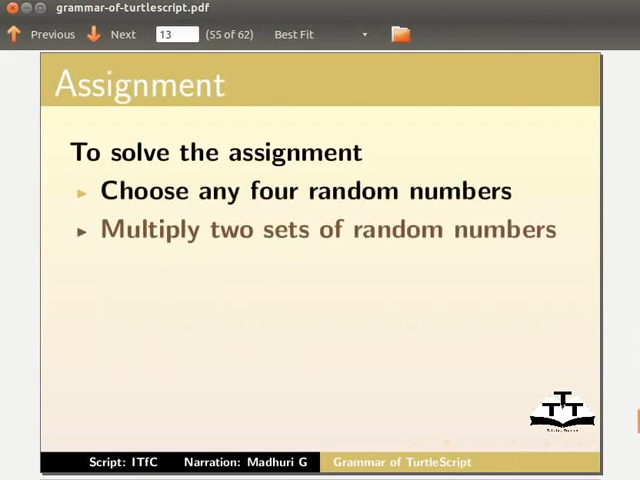 grammar-of-turtlescript.pdf
Previous Next 13 (55 of 62) Best Fit
Assignment
To solve the assignment
Choose any four random numbers
Multiply two sets of random numbers
TTT
Script: ITfC Narration: Madhuri G Grammar of TurtleScript